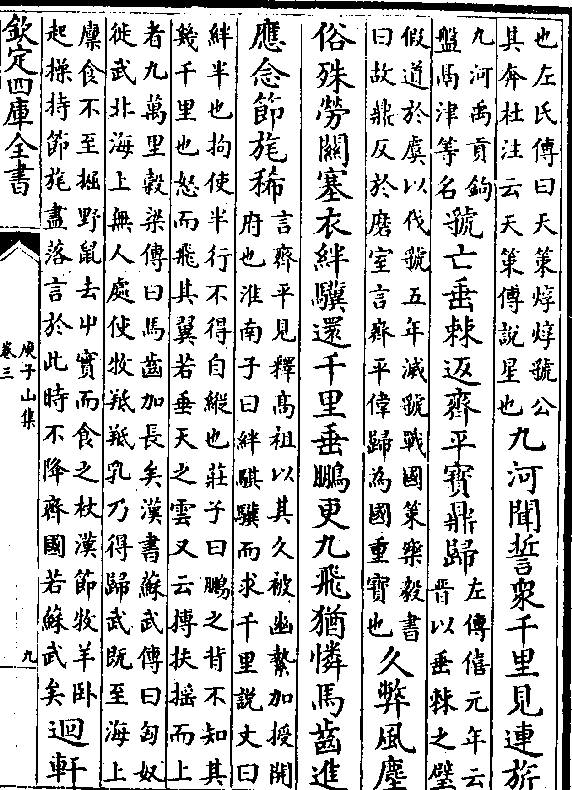 也左氏傳曰天策焞焞號公
其奔杜注云天策傳說星也
九河聞誓衆千里見連旂
九河禹貢鉤
盤馬津等名
號亡垂棘返齊平寶鼎歸
左傳僖元年云
晉以垂棘之璧
假道於虞以伐號五年滅號戰國策樂毅書
曰故鼎反於磨室言齊平偉歸為國重寶也
久弊風塵
俗殊勞關塞衣絆驥還千里垂鵬更九飛猶憐馬齒進
應念節旄稀
言齊平見釋高祖以其久被幽縶加授開
府也淮南子曰絆騏驥而求千里說文曰
絆半也拘使半行不得自縱也莊子曰鵬之背不知其
幾千里也怒而飛其翼若垂天之雲又云摶扶摇而上
者九萬里穀梁傳曰馬齒加長矣漢書蘇武傳曰匈奴
徙武北海上無人處使牧羝羝乳乃得歸武既至海上
廩食不至掘野鼠去屮實而食之杖漢節牧羊卧
起操持節旄盡落言於此時不降齊國若蘇武矣
迴軒
欽定四庫全書
庾子山集
卷三
九